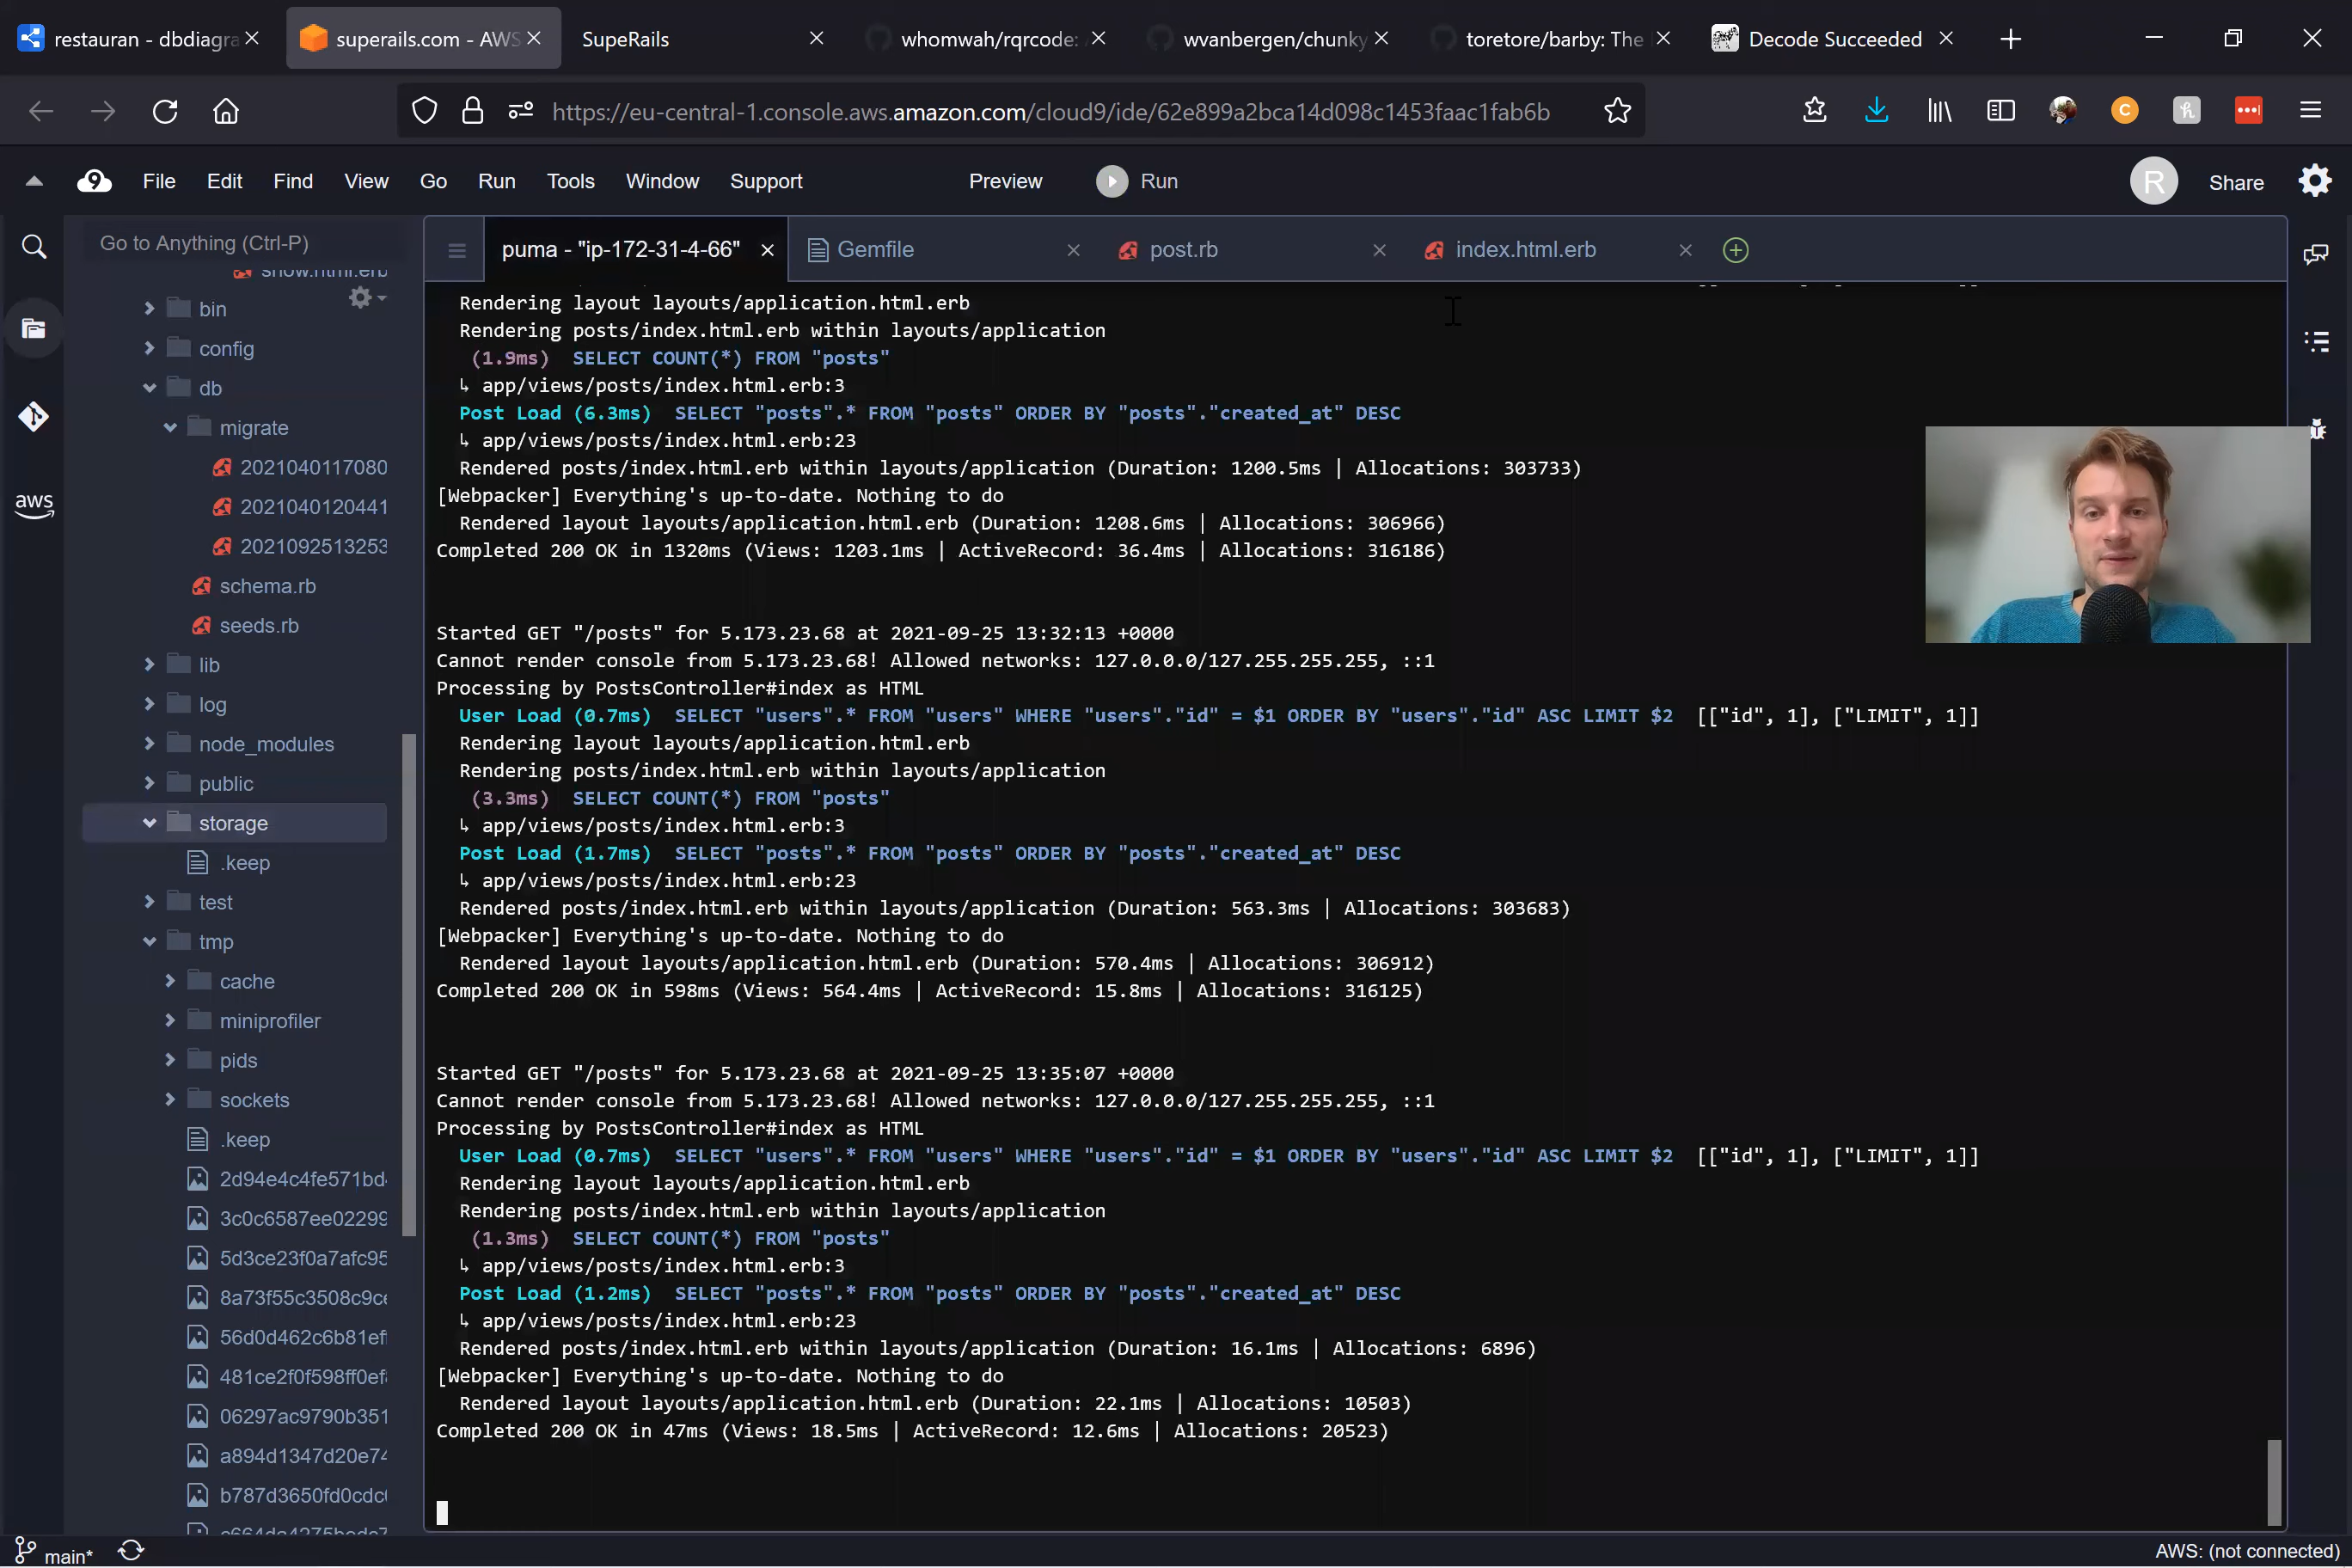 restauran - dbdiagra
superails.com - AWS
SupeRails
whomwah/rqrcode:
wvanbergen/chunky
toretore/barby: The
Decode Succeeded
https://eu-central-1.console.aws.amazon.com/cloud9/ide/62e899a2bca14d098c1453faac1fab6b
File Edit Find View Go Run Tools Window Support Preview Run
R Share
Go to Anything (Ctrl-P)
puma - "ip-172-31-4-66"
Gemfile
post.rb
index.html.erb
show.html.erb
bin
config
db
migrate
2021040117080
2021040120441
2021092513253
schema.rb
seeds.rb
lib
log
node_modules
public
storage
.keep
test
tmp
cache
miniprofiler
pids
sockets
.keep
2d94e4c4fe571bd
3c0c6587ee02299
5d3ce23f0a7afc95
8a73f55c3508c9c
56d0d462c6b81ef
481ce2f0f598ff0ef
06297ac9790b351
a894d1347d20e74
b787d3650fd0cdc
aws
Rendering layout layouts/application.html.erb
Rendering posts/index.html.erb within layouts/application
(1.9ms) SELECT COUNT(*) FROM "posts"
↳ app/views/posts/index.html.erb:3
Post Load (6.3ms) SELECT "posts".* FROM "posts" ORDER BY "posts"."created_at" DESC
↳ app/views/posts/index.html.erb:23
Rendered posts/index.html.erb within layouts/application (Duration: 1200.5ms | Allocations: 303733)
[Webpacker] Everything's up-to-date. Nothing to do
Rendered layout layouts/application.html.erb (Duration: 1208.6ms | Allocations: 306966)
Completed 200 OK in 1320ms (Views: 1203.1ms | ActiveRecord: 36.4ms | Allocations: 316186)
Started GET "/posts" for 5.173.23.68 at 2021-09-25 13:32:13 +0000
Cannot render console from 5.173.23.68! Allowed networks: 127.0.0.0/127.255.255.255, ::1
Processing by PostsController#index as HTML
User Load (0.7ms) SELECT "users".* FROM "users" WHERE "users"."id" = $1 ORDER BY "users"."id" ASC LIMIT $2 [["id", 1], ["LIMIT", 1]]
Rendering layout layouts/application.html.erb
Rendering posts/index.html.erb within layouts/application
(3.3ms) SELECT COUNT(*) FROM "posts"
↳ app/views/posts/index.html.erb:3
Post Load (1.7ms) SELECT "posts".* FROM "posts" ORDER BY "posts"."created_at" DESC
↳ app/views/posts/index.html.erb:23
Rendered posts/index.html.erb within layouts/application (Duration: 563.3ms | Allocations: 303683)
[Webpacker] Everything's up-to-date. Nothing to do
Rendered layout layouts/application.html.erb (Duration: 570.4ms | Allocations: 306912)
Completed 200 OK in 598ms (Views: 564.4ms | ActiveRecord: 15.8ms | Allocations: 316125)
Started GET "/posts" for 5.173.23.68 at 2021-09-25 13:35:07 +0000
Cannot render console from 5.173.23.68! Allowed networks: 127.0.0.0/127.255.255.255, ::1
Processing by PostsController#index as HTML
User Load (0.7ms) SELECT "users".* FROM "users" WHERE "users"."id" = $1 ORDER BY "users"."id" ASC LIMIT $2 [["id", 1], ["LIMIT", 1]]
Rendering layout layouts/application.html.erb
Rendering posts/index.html.erb within layouts/application
(1.3ms) SELECT COUNT(*) FROM "posts"
↳ app/views/posts/index.html.erb:3
Post Load (1.2ms) SELECT "posts".* FROM "posts" ORDER BY "posts"."created_at" DESC
↳ app/views/posts/index.html.erb:23
Rendered posts/index.html.erb within layouts/application (Duration: 16.1ms | Allocations: 6896)
[Webpacker] Everything's up-to-date. Nothing to do
Rendered layout layouts/application.html.erb (Duration: 22.1ms | Allocations: 10503)
Completed 200 OK in 47ms (Views: 18.5ms | ActiveRecord: 12.6ms | Allocations: 20523)
main*
AWS: (not connected)